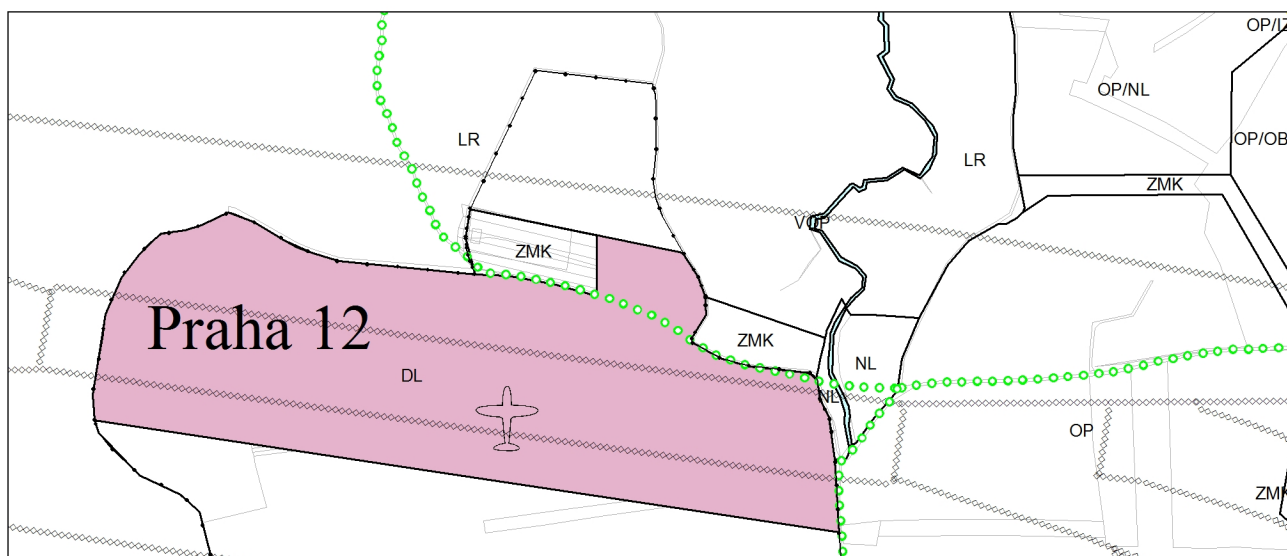 OP/IZ
OP/NL
LR
OP/OB
LR
ZMK
VOP
ZMK
Praha 12
ZMK
NL
DL
NL
OP
ZMK